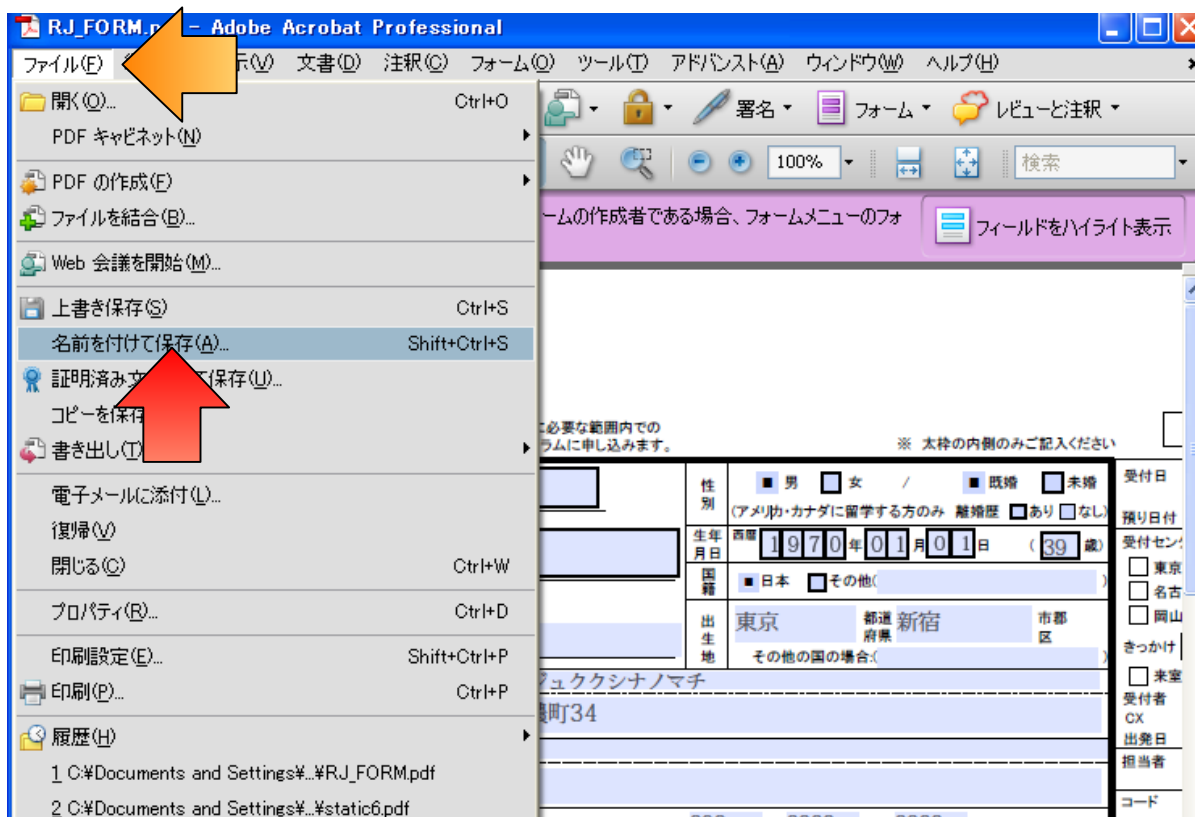 RJ_FORM.p - Adobe Acrobat Professional
ファイル(F) 示(V) 文書(D) 注釈(C) フォーム(O) ツール(T) アドバンスト(A) ウィンドウ(W) ヘルプ(H)
開く(O)... Ctrl+O
署名 フォーム レビューと注釈
PDF キャビネット(N)
100% 検索
PDF の作成(F)
ファイルを結合(B)...
ームの作成者である場合、フォームメニューのフォ
フィールドをハイライト表示
Web 会議を開始(M)...
上書き保存(S) Ctrl+S
名前を付けて保存(A)... Shift+Ctrl+S
証明済み文 て保存(U)...
コピーを保存
書き出し(T)
電子メールに添付(L)...
復帰(V)
閉じる(C) Ctrl+W
プロパティ(R)... Ctrl+D
印刷設定(E)... Shift+Ctrl+P
印刷(P)... Ctrl+P
履歴(H)
1 C:¥Documents and Settings¥...¥RJ_FORM.pdf
2 C:¥Documents and Settings¥...¥static6.pdf
に必要な範囲内での
ラムに申し込みます。
※ 太枠の内側のみご記入ください
性別 ■ 男 女 / ■ 既婚 未婚
(アメリカ・カナダに留学する方のみ 離婚歴 あり なし)
生年月日 西暦 1970年01月01日 (39 歳)
国籍 ■ 日本 その他( )
出生地 東京 都道府県 新宿 市郡区
その他の国の場合:( )
ジュククシナノマチ
町34
受付日
預り日付
受付セン
東京
名古
岡山
きっかけ
来室
受付者
CX
出発日
担当者
コード